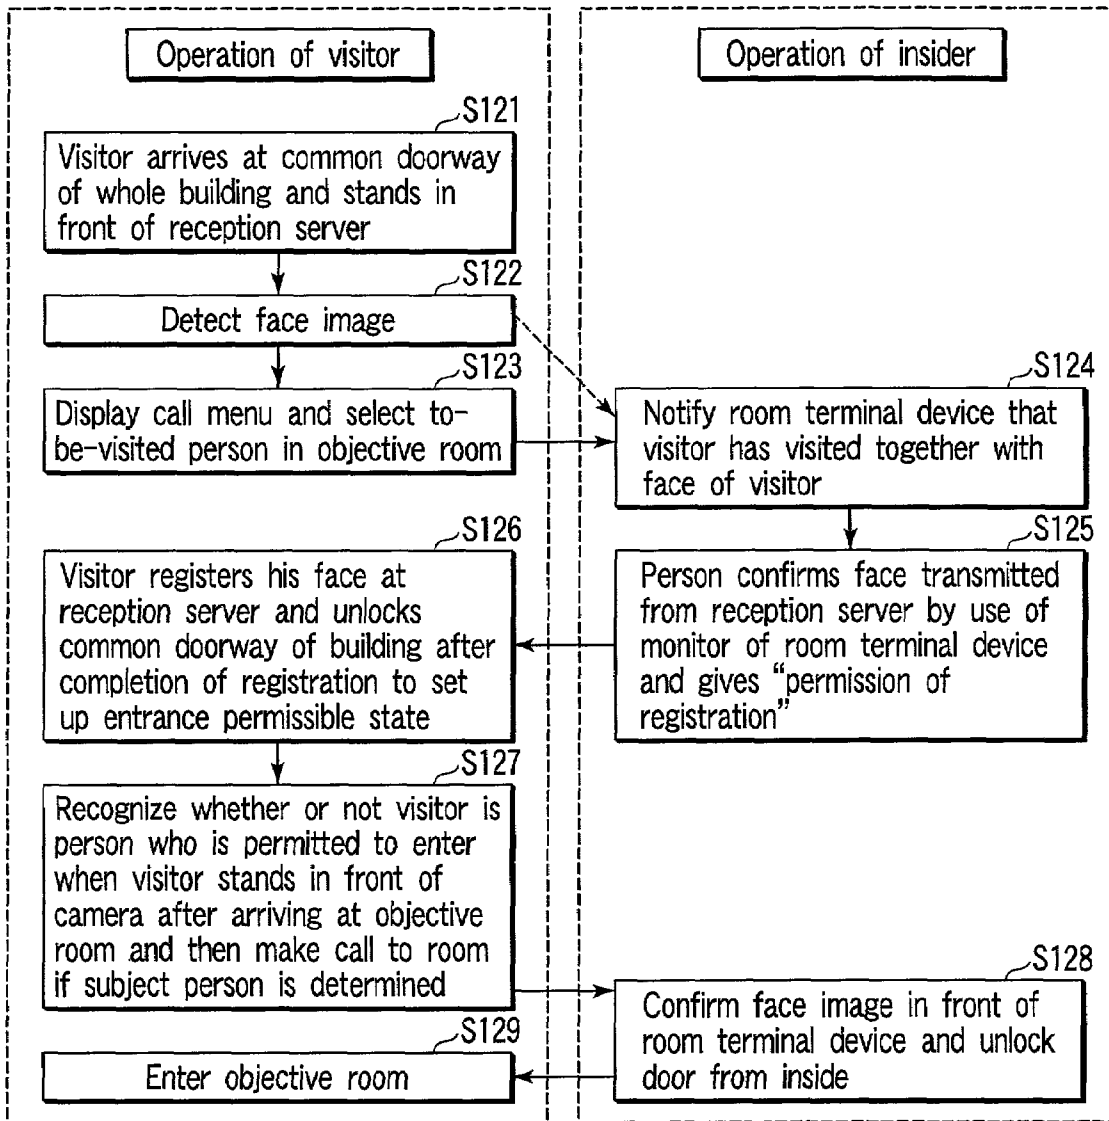 Operation of visitor
Operation of insider
S121
Visitor arrives at common doorway
of whole building and stands in
front of reception server
S122
Detect face image
S123
Display call menu and select to-
be-visited person in objective room
S124
Notify room terminal device that
visitor has visited together with
face of visitor
S125
Person confirms face transmitted
from reception server by use of
monitor of room terminal device
and gives “permission of
registration”
S126
Visitor registers his face at
reception server and unlocks
common doorway of building after
completion of registration to set
up entrance permissible state
S127
Recognize whether or not visitor is
person who is permitted to enter
when visitor stands in front of
camera after arriving at objective
room and then make call to room
if subject person is determined
S128
Confirm face image in front of
room terminal device and unlock
door from inside
S129
Enter objective room